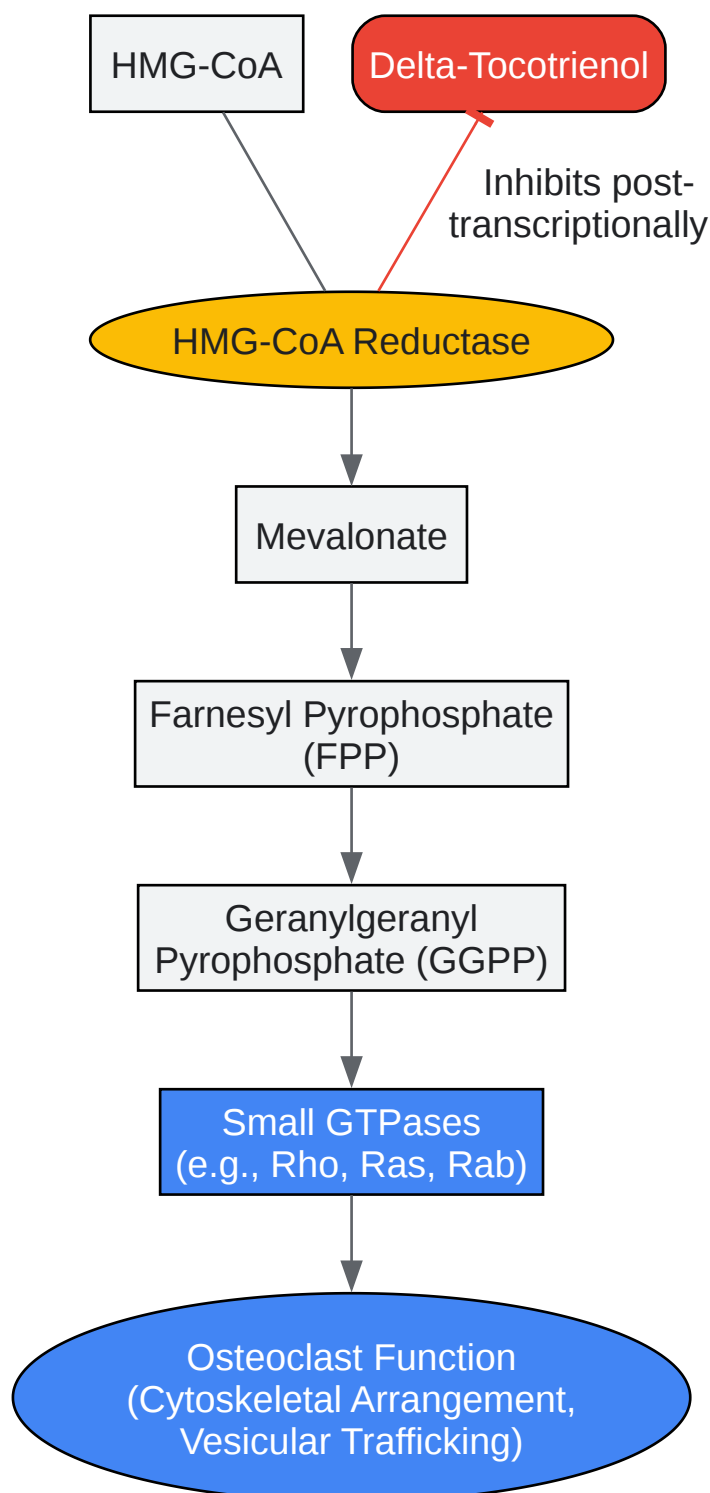 HMG-CoA
Delta-Tocotrienol
Inhibits post-
transcriptionally
HMG-CoA Reductase
Mevalonate
Farnesyl Pyrophosphate
(FPP)
Geranylgeranyl
Pyrophosphate (GGPP)
Small GTPases
(e.g., Rho, Ras, Rab)
Osteoclast Function
(Cytoskeletal Arrangement,
Vesicular Trafficking)